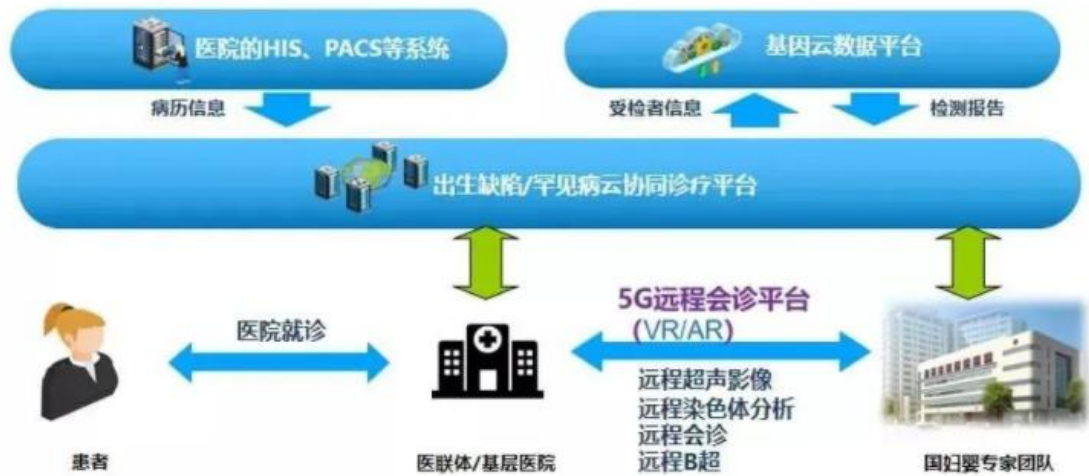 医院的HIS、PACS等系统
基因云数据平台
病历信息
受检者信息
检测报告
出生缺陷/罕见病云协同诊疗平台
5G远程会诊平台
（VR/AR）
医院就诊
远程超声影像
远程染色体分析
远程会诊
远程B超
患者
医联体/基层医院
国妇婴专家团队